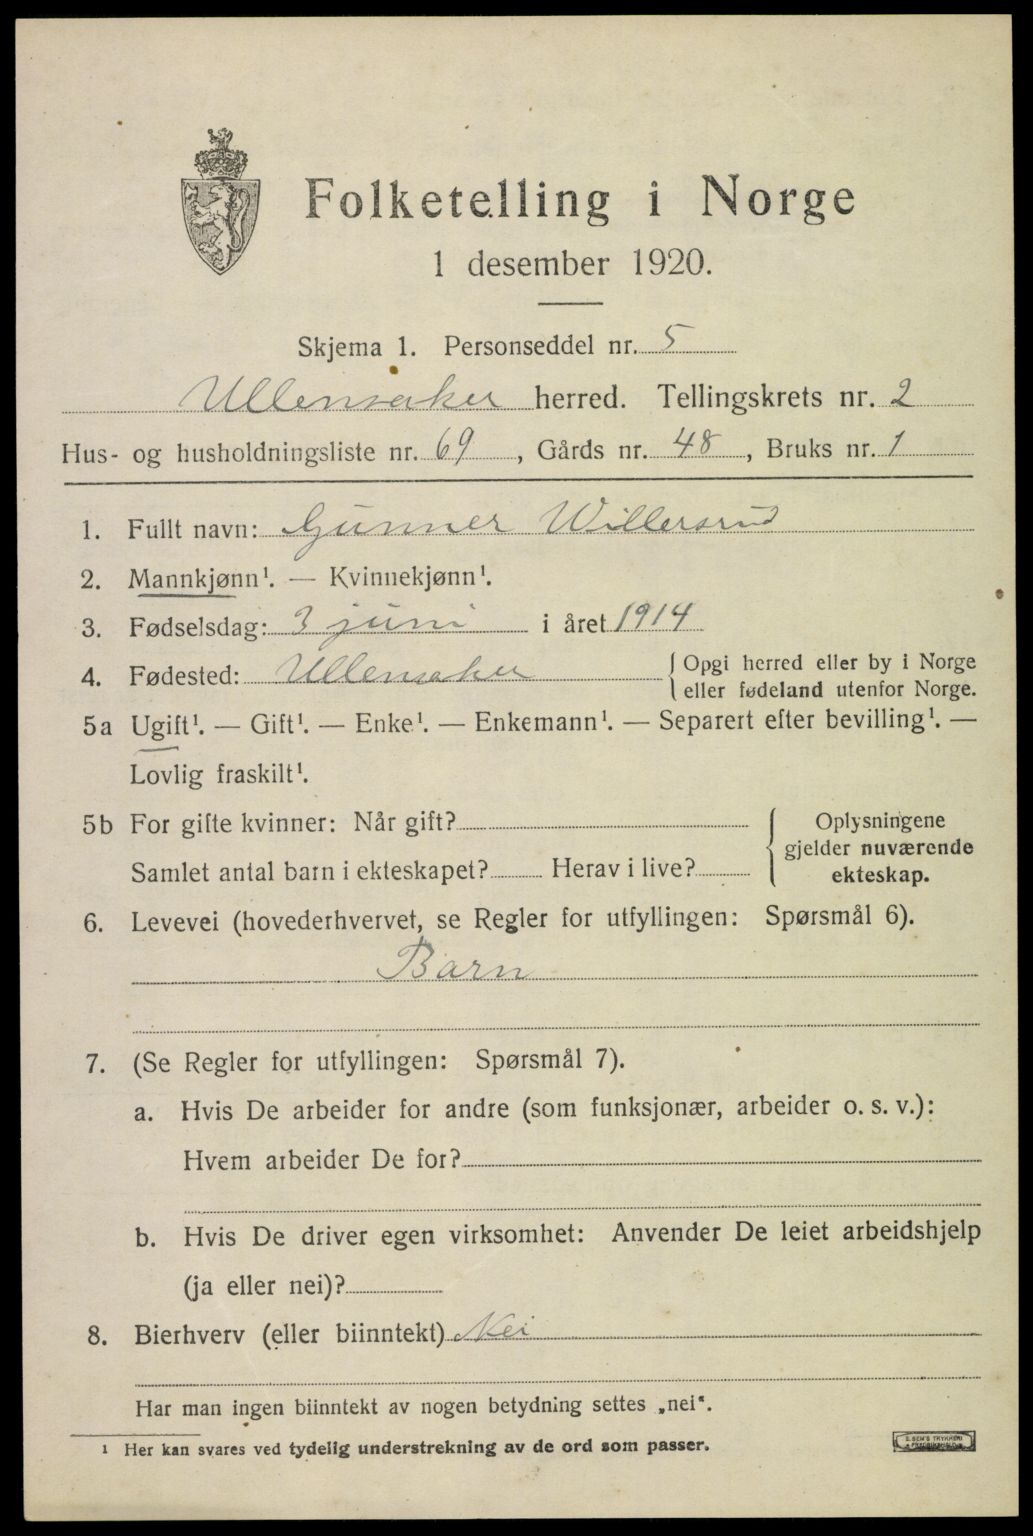 Folketelling i Norge
1 desember 1920.
Skjema 1. Personseddel nr. 5
Ullensaker herred. Tellingskrets nr. 2
Hus- og husholdningsliste nr. 69, Gårds nr. 48, Bruks nr. 1
1. Fullt navn: Gunner Willersrud
2. Mannkjønn¹. — Kvinnekjønn¹.
3. Fødselsdag: 3 juni i året 1914
4. Fødested: Ullensaker { Opgi herred eller by i Norge
eller fødeland utenfor Norge.
5a Ugift¹. — Gift¹. — Enke¹. — Enkemann¹. — Separert efter bevilling¹. —
Lovlig fraskilt¹.
5b For gifte kvinner: Når gift?
Samlet antal barn i ekteskapet? Herav i live?
{ Oplysningene
gjelder nuværende
ekteskap.
6. Levevei (hovederhvervet, se Regler for utfyllingen: Spørsmål 6).
Barn
7. (Se Regler for utfyllingen: Spørsmål 7).
a. Hvis De arbeider for andre (som funksjonær, arbeider o. s. v.):
Hvem arbeider De for?
b. Hvis De driver egen virksomhet: Anvender De leiet arbeidshjelp
(ja eller nei)?
8. Bierhverv (eller biinntekt) Nei
Har man ingen biinntekt av nogen betydning settes „nei“.
¹ Her kan svares ved tydelig understrekning av de ord som passer.